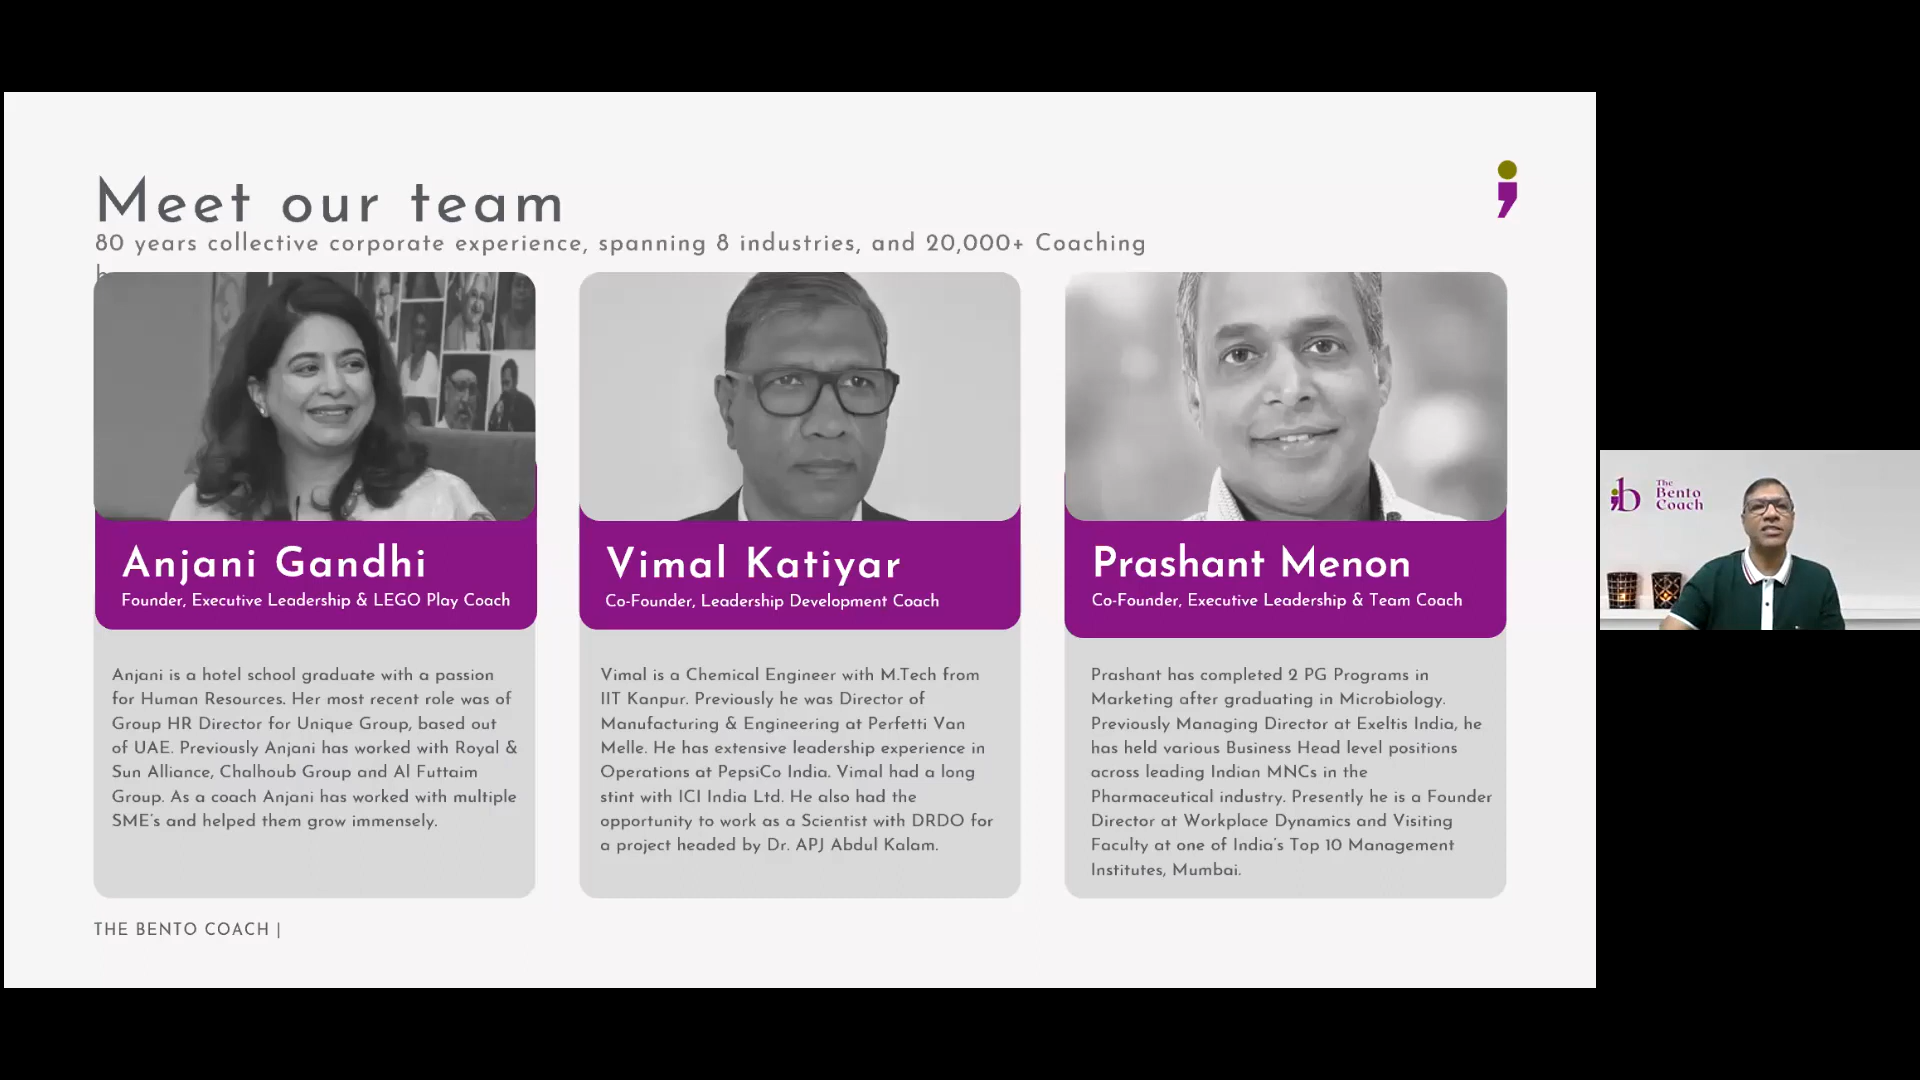 Meet our team
80 years collective corporate experience, spanning 8 industries, and 20,000+ Coaching
Anjani Gandhi
Founder, Executive Leadership & LEGO Play Coach
Anjani is a hotel school graduate with a passion
for Human Resources. Her most recent role was of
Group HR Director for Unique Group, based out
of UAE. Previously Anjani has worked with Royal &
Sun Alliance, Chalhoub Group and Al Futtaim
Group. As a coach Anjani has worked with multiple
SME's and helped them grow immensely.
Vimal Katiyar
Co-Founder, Leadership Development Coach
Vimal is a Chemical Engineer with M.Tech from
IIT Kanpur. Previously he was Director of
Manufacturing & Engineering at Perfetti Van
Melle. He has extensive leadership experience in
Operations at PepsiCo India. Vimal had a long
stint with ICI India Ltd. He also had the
opportunity to work as a Scientist with DRDO for
a project headed by Dr. APJ Abdul Kalam.
Prashant Menon
Co-Founder, Executive Leadership & Team Coach
Prashant has completed 2 PG Programs in
Marketing after graduating in Microbiology.
Previously Managing Director at Exeltis India, he
has held various Business Head level positions
across leading Indian MNCs in the
Pharmaceutical industry. Presently he is a Founder
Director at Workplace Dynamics and Visiting
Faculty at one of India's Top 10 Management
Institutes, Mumbai.
THE BENTO COACH |
b
The
Bento
Coach